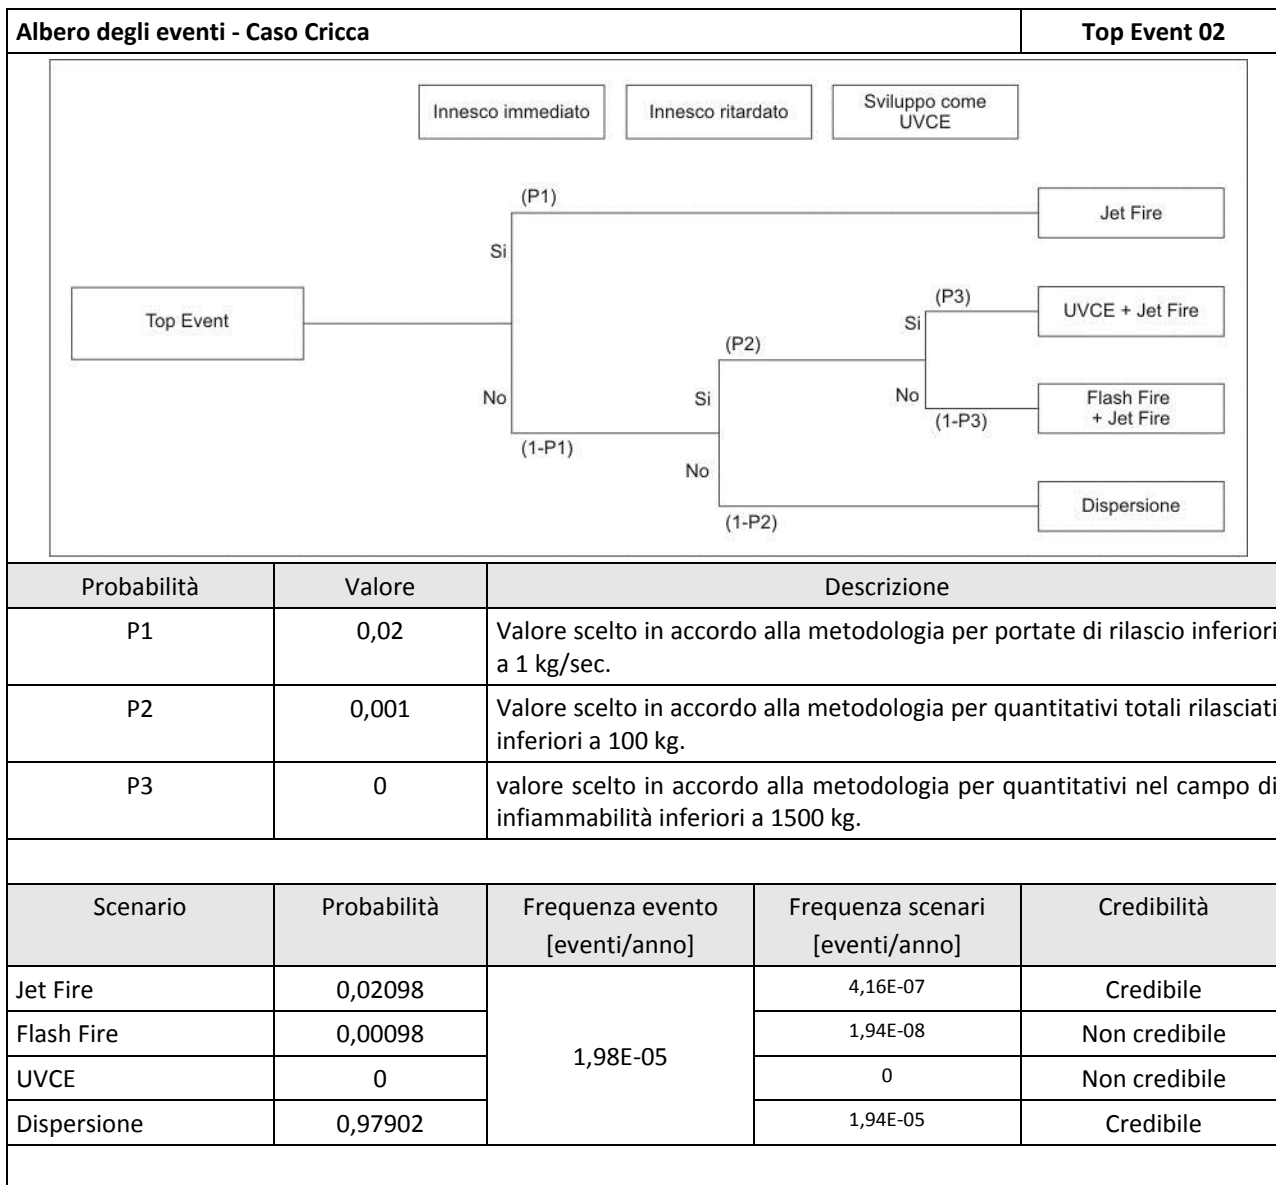 Albero degli eventi - Caso Cricca
Top Event 02
Innesco immediato
Innesco ritardato
Sviluppo come
UVCE
(P1)
Jet Fire
Si
(P3)
UVCE + Jet Fire
Top Event
Si
(P2)
No
Si
No
Flash Fire
+ Jet Fire
(1-P3)
(1-P1)
No
Dispersione
(1-P2)
Probabilità
Valore
Descrizione
P1
0,02
Valore scelto in accordo alla metodologia per portate di rilascio inferiori
a 1 kg/sec.
P2
0,001
Valore scelto in accordo alla metodologia per quantitativi totali rilasciati
inferiori a 100 kg.
P3
0
valore scelto in accordo alla metodologia per quantitativi nel campo di
infiammabilità inferiori a 1500 kg.
Scenario
Probabilità
Frequenza evento
[eventi/anno]
Frequenza scenari
[eventi/anno]
Credibilità
Jet Fire
0,02098
1,98E-05
4,16E-07
Credibile
Flash Fire
0,00098
1,94E-08
Non credibile
UVCE
0
0
Non credibile
Dispersione
0,97902
1,94E-05
Credibile